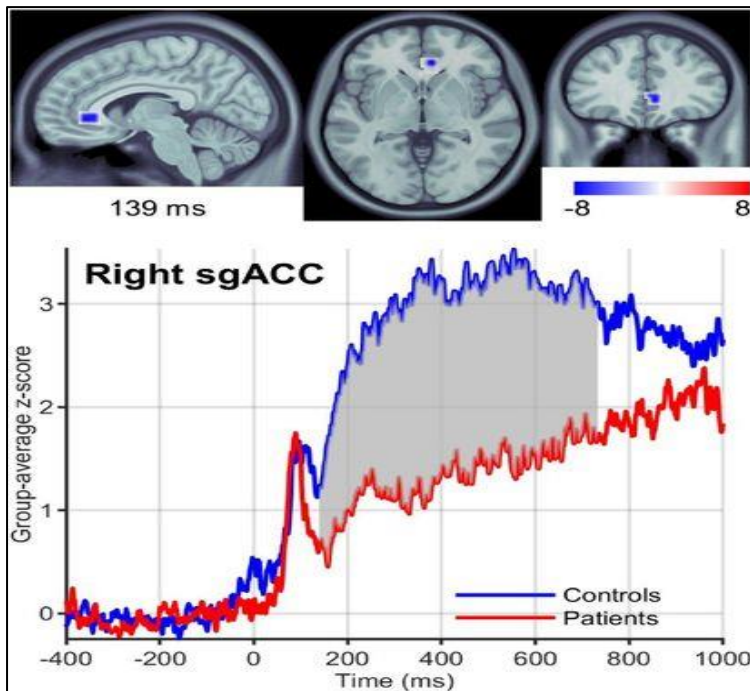 139 ms
-8 8
Right sgACC
Group-average z-score
3
2
1
0
Controls
Patients
-400 -200 0 200 400 600 800 1000
Time (ms)